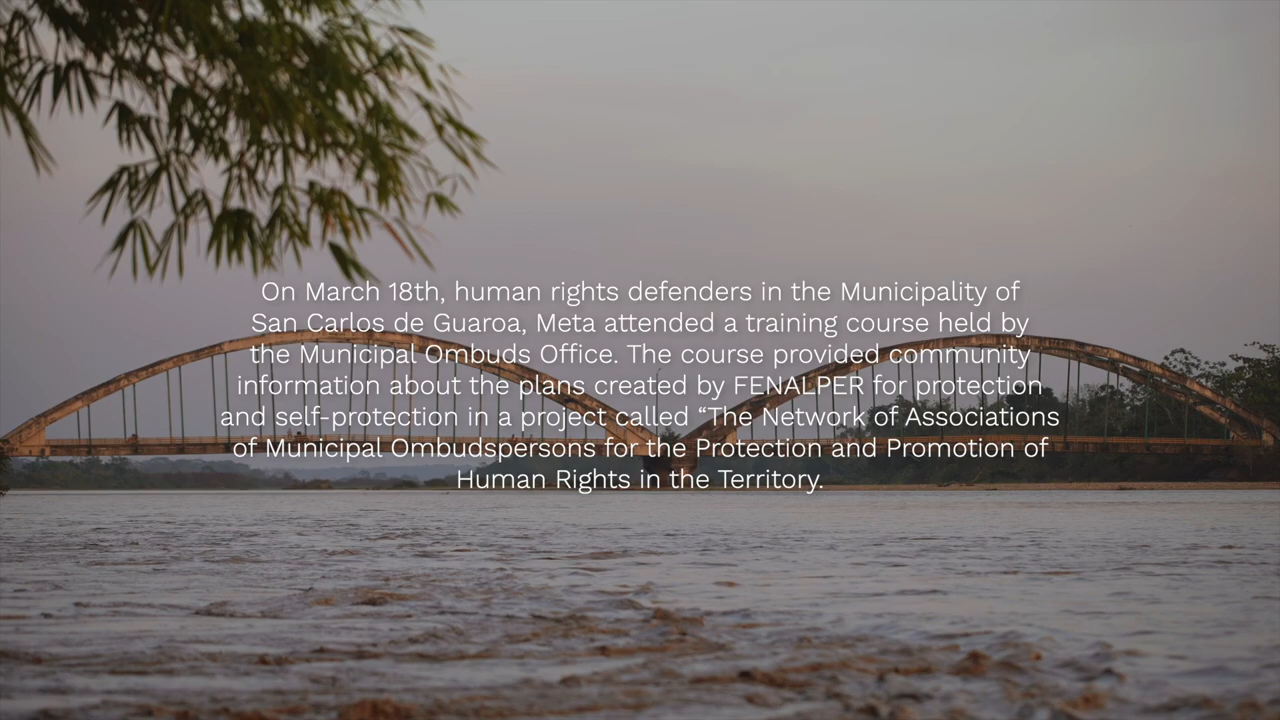 On March 18th, human rights defenders in the Municipality of
San Carlos de Guaroa, Meta attended a training course held by
the Municipal Ombuds Office. The course provided community
information about the plans created by FENALPER for protection
and self-protection in a project called “The Network of Associations
of Municipal Ombudspersons for the Protection and Promotion of
Human Rights in the Territory.